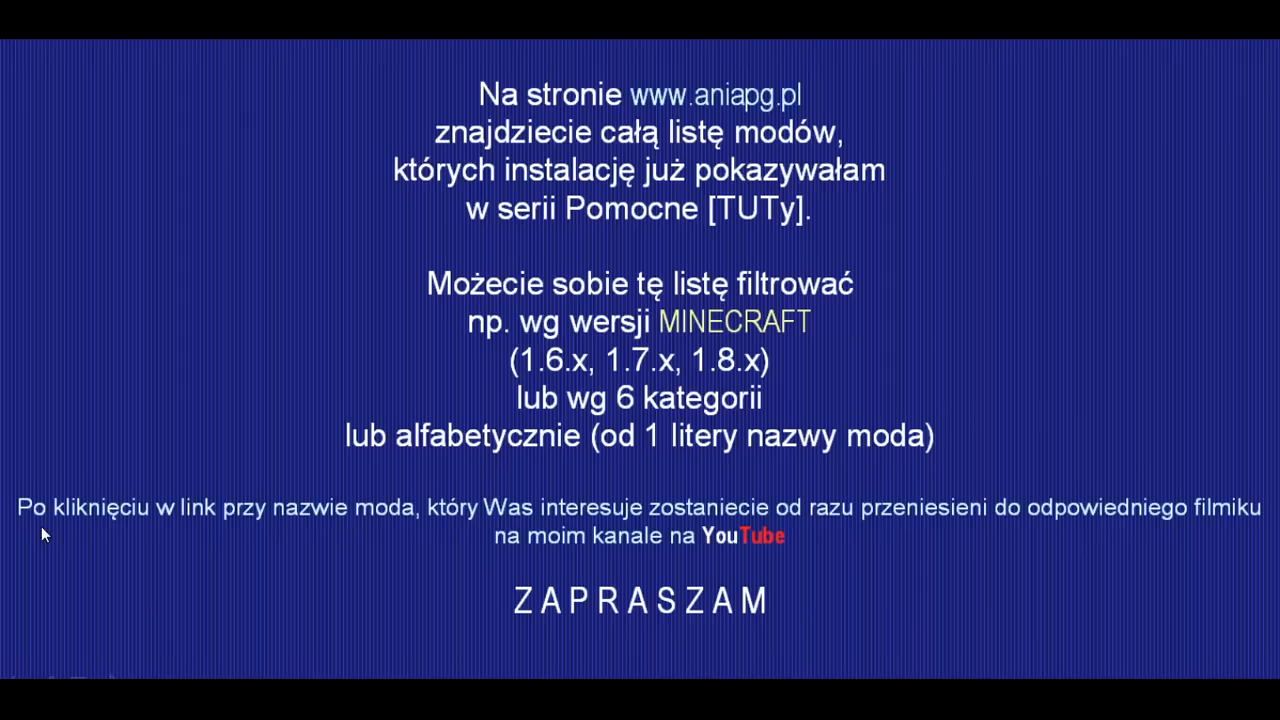 Na stronie www.aniapg.pl
znajdziecie całą listę modów,
których instalację już pokazywałam
w serii Pomocne [TUTy].
Możecie sobie tę listę filtrować
np. wg wersji MINECRAFT
(1.6.x, 1.7.x, 1.8.x)
lub wg 6 kategorii
lub alfabetycznie (od 1 litery nazwy moda)
Po kliknięciu w link przy nazwie moda, który Was interesuje zostaniecie od razu przeniesieni do odpowiedniego filmiku
na moim kanale na YouTube
Z A P R A S Z A M